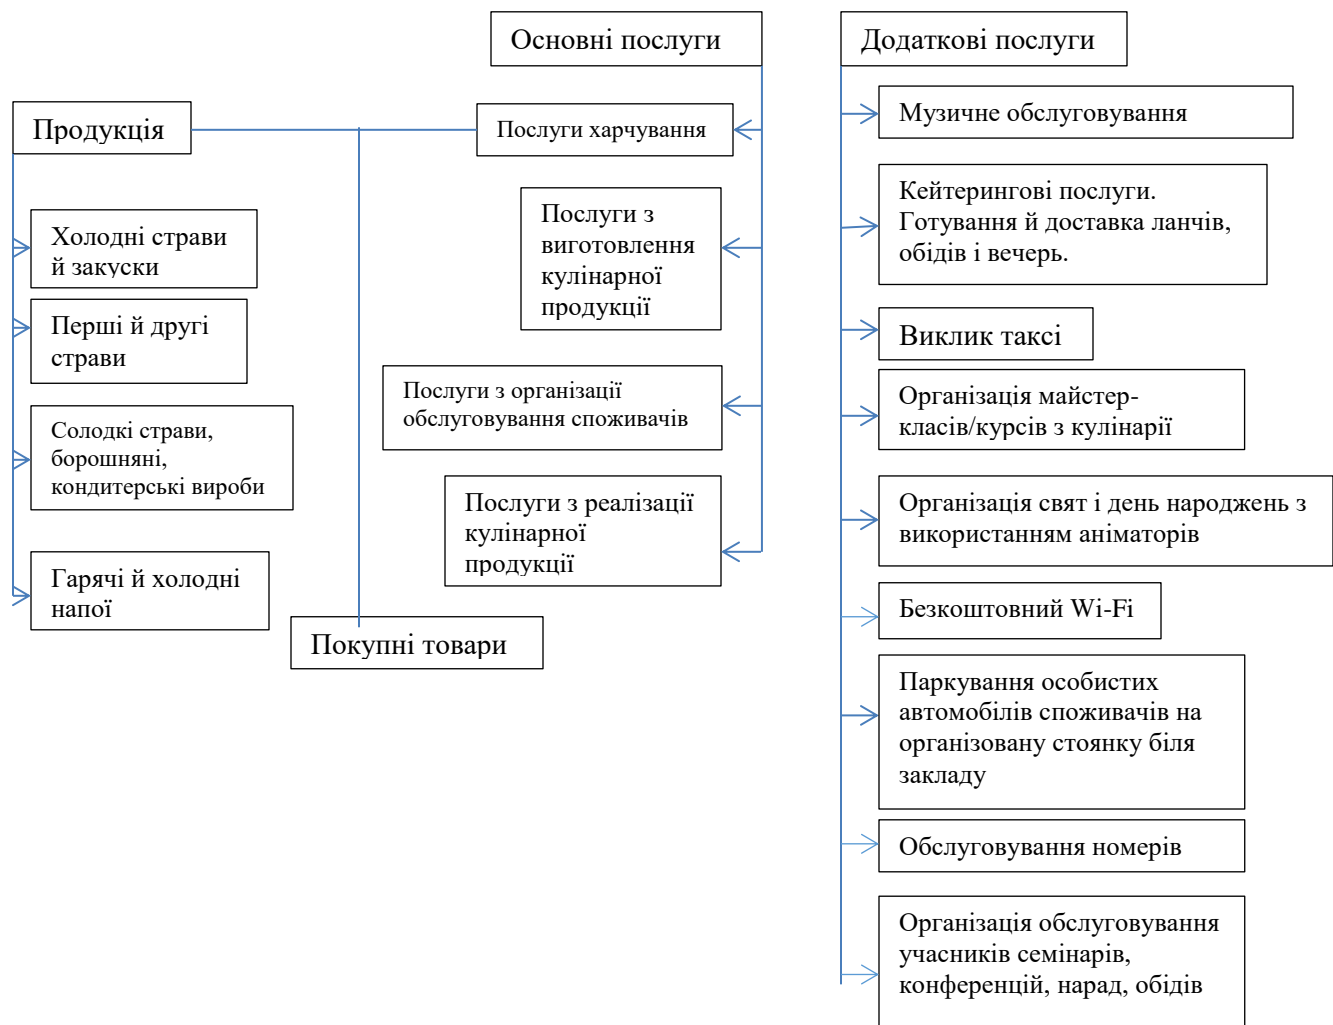 Основні послуги
Додаткові послуги
Продукція
Послуги харчування
Послуги з
виготовлення
кулінарної
продукції
Послуги з організації
обслуговування споживачів
Послуги з реалізації
кулінарної
продукції
Холодні страви
й закуски
Перші й другі
страви
Солодкі страви,
борошняні,
кондитерські вироби
Гарячі й холодні
напої
Покупні товари
Музичне обслуговування
Кейтерингові послуги.
Готування й доставка ланчів,
обідів і вечерь.
Виклик таксі
Організація майстер-
класів/курсів з кулінарії
Організація свят і день народжень з
використанням аніматорів
Безкоштовний Wi-Fi
Паркування особистих
автомобілів споживачів на
організовану стоянку біля
закладу
Обслуговування номерів
Організація обслуговування
учасників семінарів,
конференцій, нарад, обідів